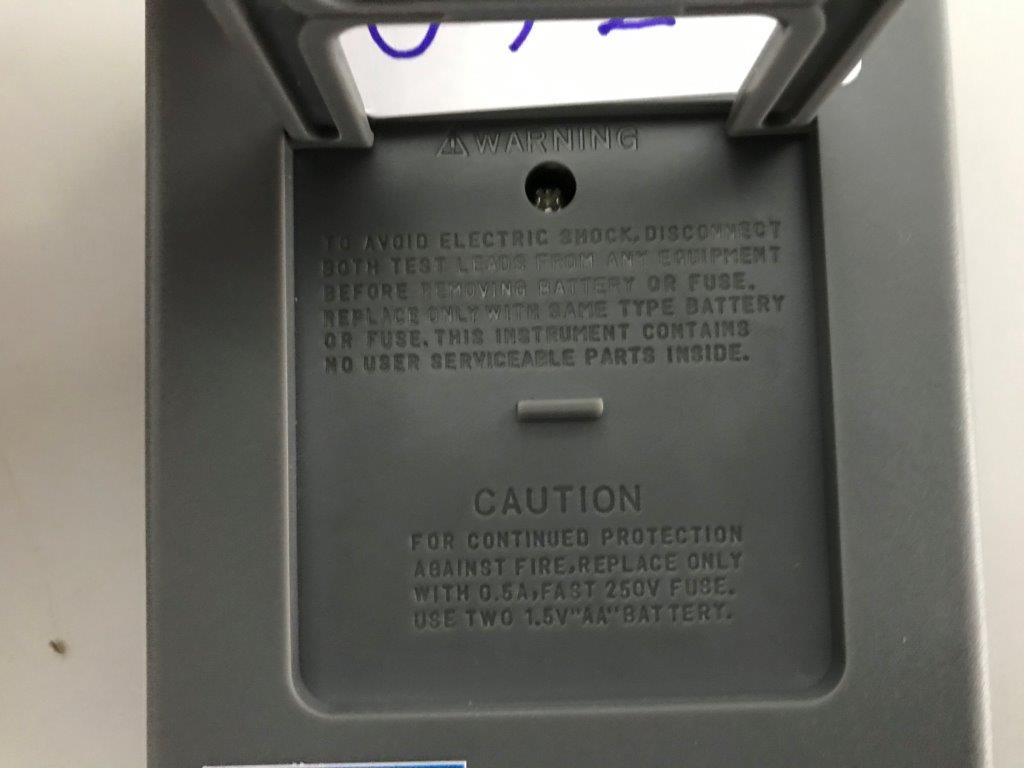 WARNING
TO AVOID ELECTRIC SHOCK, DISCONNECT
BOTH TEST LEADS FROM ANY EQUIPMENT
BEFORE REMOVING BATTERY OR FUSE.
REPLACE ONLY WITH SAME TYPE BATTERY
OR FUSE. THIS INSTRUMENT CONTAINS
NO USER SERVICEABLE PARTS INSIDE.
CAUTION
FOR CONTINUED PROTECTION
AGAINST FIRE, REPLACE ONLY
WITH 0.5A, FAST 250V FUSE.
USE TWO 1.5V "AA" BATTERY.